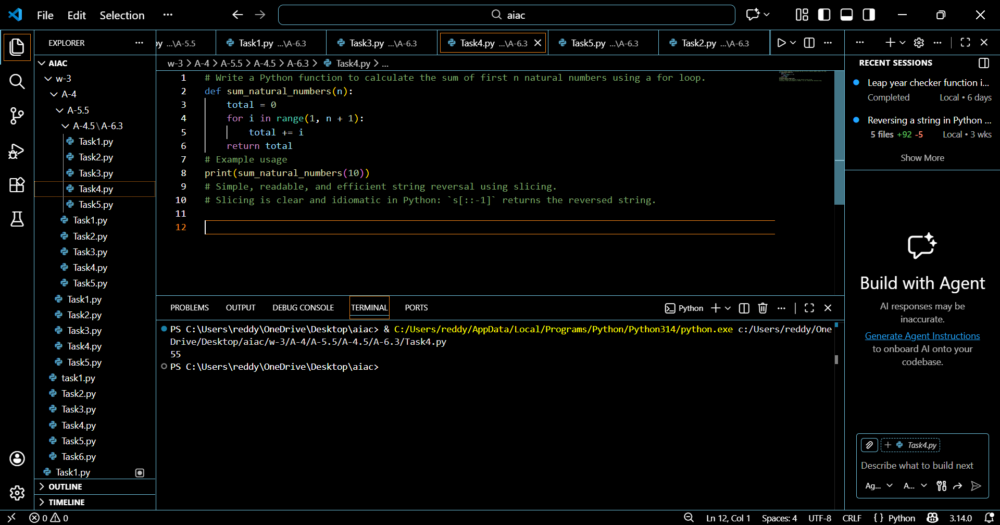 File Edit Selection ··· aiac
EXPLORER ···
AIAC
w-3
A-4
A-5.5
A-4.5\A-6.3
Task1.py
Task2.py
Task3.py
Task4.py
Task5.py
Task1.py
Task2.py
Task3.py
Task4.py
Task5.py
Task1.py
Task2.py
Task3.py
Task4.py
Task5.py
task1.py
Task2.py
Task3.py
Task4.py
Task5.py
Task6.py
Task1.py
OUTLINE
TIMELINE
py ...\A-5.5 Task1.py ...\A-6.3 Task3.py ...\A-6.3 Task4.py ...\A-6.3 Task5.py ...\A-6.3 Task2.py ...\A-6.3
w-3 > A-4 > A-5.5 > A-4.5 > A-6.3 > Task4.py > ...
1 # Write a Python function to calculate the sum of first n natural numbers using a for loop.
2 def sum_natural_numbers(n):
3 total = 0
4 for i in range(1, n + 1):
5 total += i
6 return total
7 # Example usage
8 print(sum_natural_numbers(10))
9 # Simple, readable, and efficient string reversal using slicing.
10 # Slicing is clear and idiomatic in Python: `s[::-1]` returns the reversed string.
11
12
PROBLEMS OUTPUT DEBUG CONSOLE TERMINAL PORTS Python
PS C:\Users\reddy\OneDrive\Desktop\aiac> & C:/Users/reddy/AppData/Local/Programs/Python/Python314/python.exe c:/Users/reddy/One
Drive/Desktop/aiac/w-3/A-4/A-5.5/A-4.5/A-6.3/Task4.py
55
PS C:\Users\reddy\OneDrive\Desktop\aiac>
RECENT SESSIONS
Leap year checker function i...
Completed Local • 6 days
Reversing a string in Python ...
5 files +92 -5 Local • 3 wks
Show More
Build with Agent
AI responses may be
inaccurate.
Generate Agent Instructions
to onboard AI onto your
codebase.
Task4.py
Describe what to build next
Ag... A...
0 0 Ln 12, Col 1 Spaces: 4 UTF-8 CRLF { } Python 3.14.0